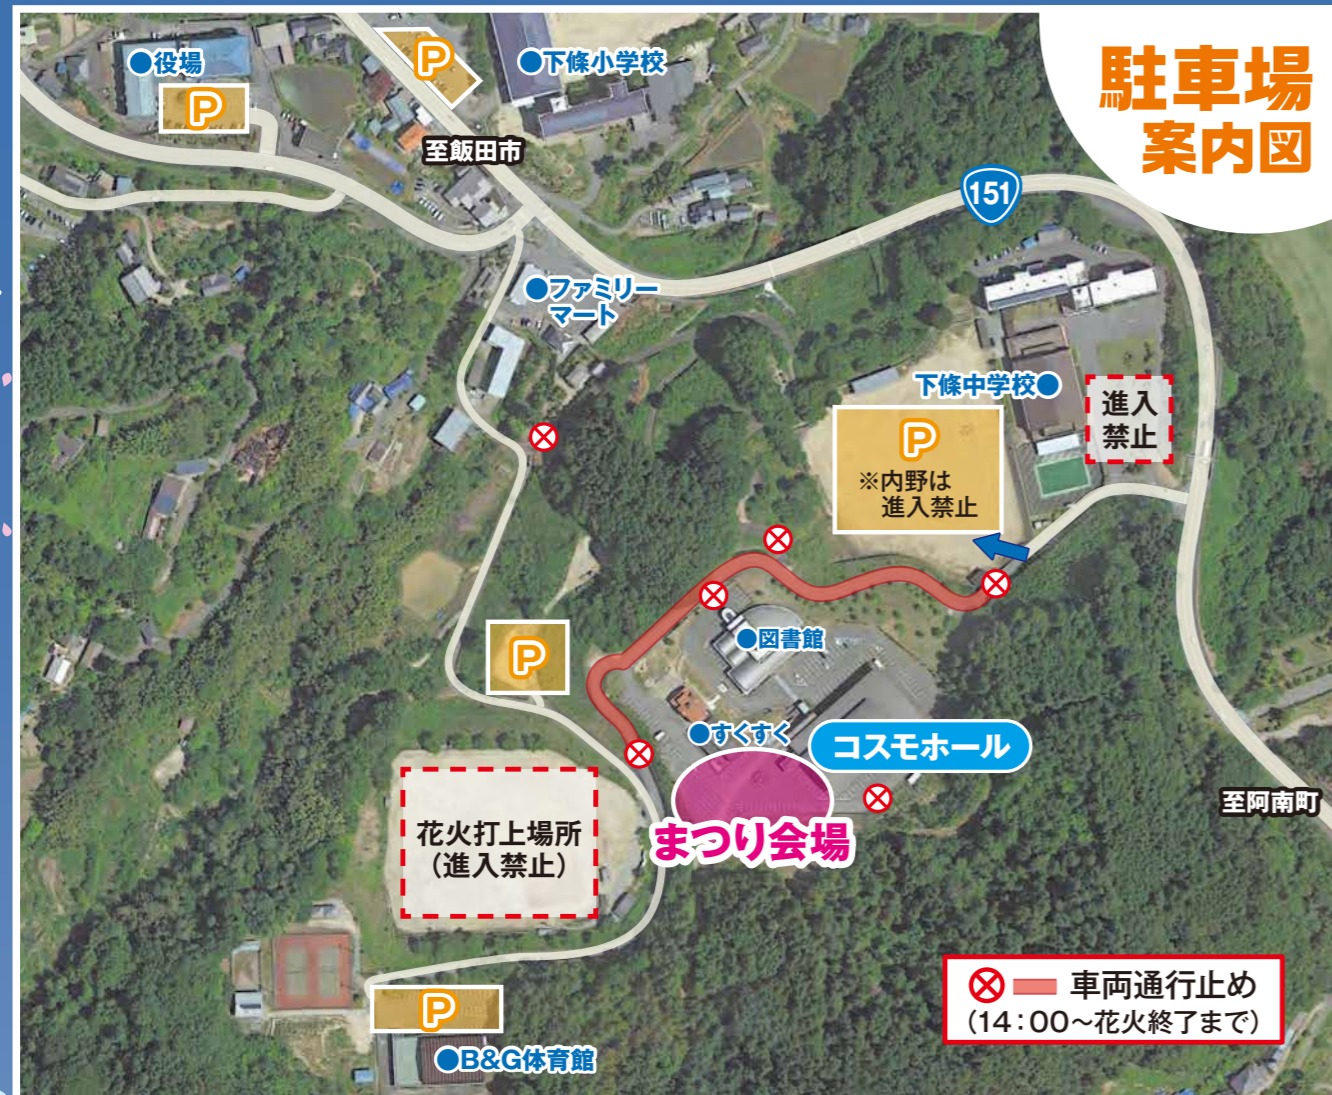 駐車場
案内図
●役場
P
P
●下條小学校
至飯田市
151
●ファミリー
マート
下條中学校●
進入
禁止
P
※内野は
進入禁止
P
●図書館
●すくすく
コスモホール
まつり会場
至阿南町
花火打上場所
(進入禁止)
P
●B&G体育館
車両通行止め
(14:00～花火終了まで)